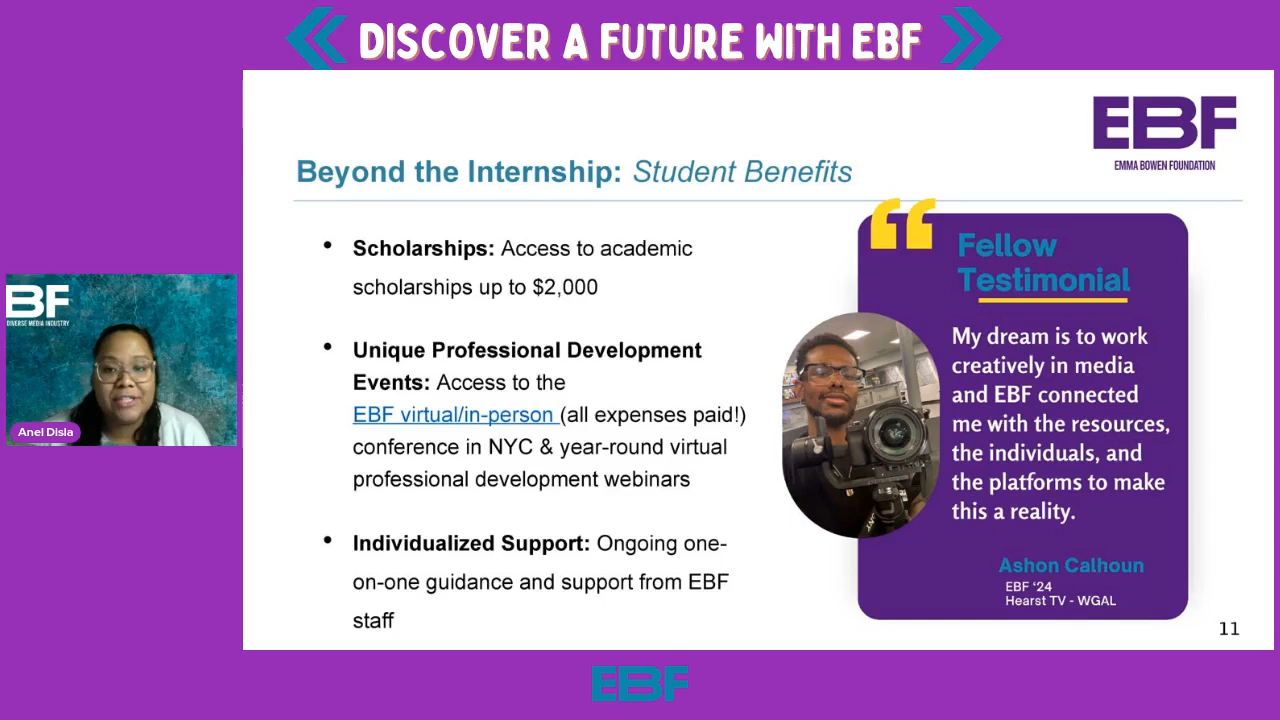 DISCOVER A FUTURE WITH EBF
EBF
EMMA BOWEN FOUNDATION
Beyond the Internship: Student Benefits
• Scholarships: Access to academic
scholarships up to $2,000
• Unique Professional Development
Events: Access to the
EBF virtual/in-person (all expenses paid!)
conference in NYC & year-round virtual
professional development webinars
• Individualized Support: Ongoing one-
on-one guidance and support from EBF
staff
“
Fellow
Testimonial
My dream is to work
creatively in media
and EBF connected
me with the resources,
the individuals, and
the platforms to make
this a reality.
Ashon Calhoun
EBF ‘24
Hearst TV - WGAL
11
BF
DIVERSE MEDIA INDUSTRY
Anel Disla
EBF